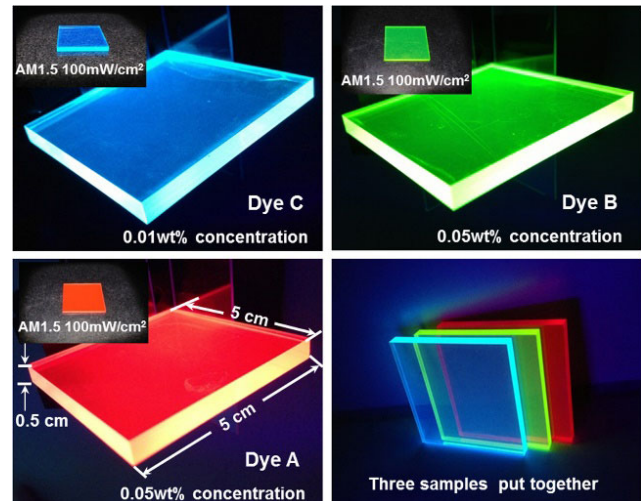 AM1.5 100mW/cm²
Dye C
0.01wt% concentration
AM1.5 100mW/cm²
Dye B
0.05wt% concentration
AM1.5 100mW/cm²
5 cm
0.5 cm
5 cm
Dye A
0.05wt% concentration
Three samples put together